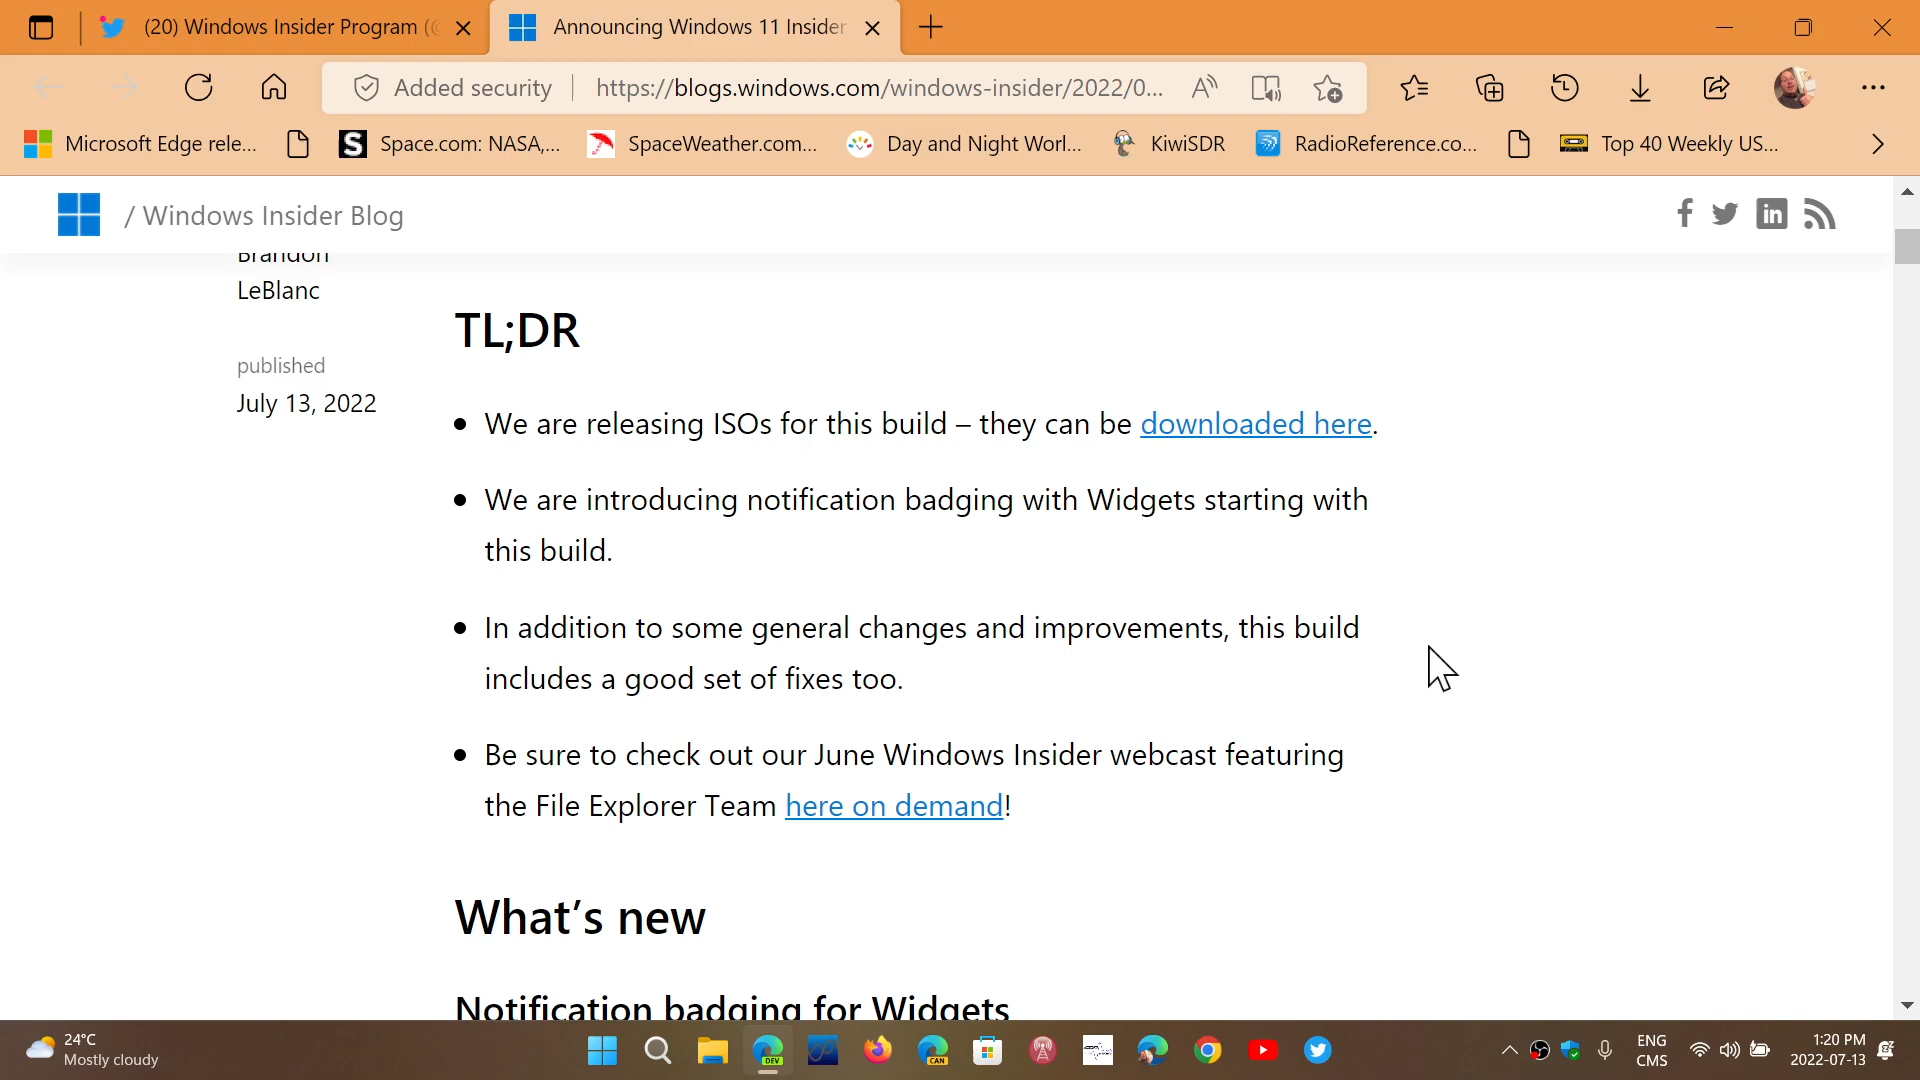 (20) Windows Insider Program (@
Announcing Windows 11 Insider
Added security
https://blogs.windows.com/windows-insider/2022/0...
Microsoft Edge rele...
S
Space.com: NASA,...
SpaceWeather.com...
Day and Night Worl...
KiwiSDR
RadioReference.co...
Top 40 Weekly US...
/ Windows Insider Blog
f
in
Brandon
LeBlanc
published
July 13, 2022
TL;DR
• We are releasing ISOs for this build – they can be downloaded here.
• We are introducing notification badging with Widgets starting with
this build.
• In addition to some general changes and improvements, this build
includes a good set of fixes too.
• Be sure to check out our June Windows Insider webcast featuring
the File Explorer Team here on demand!
What’s new
Notification badging for Widgets
24°C
Mostly cloudy
DEV
CAN
ENG
CMS
1:20 PM
2022-07-13